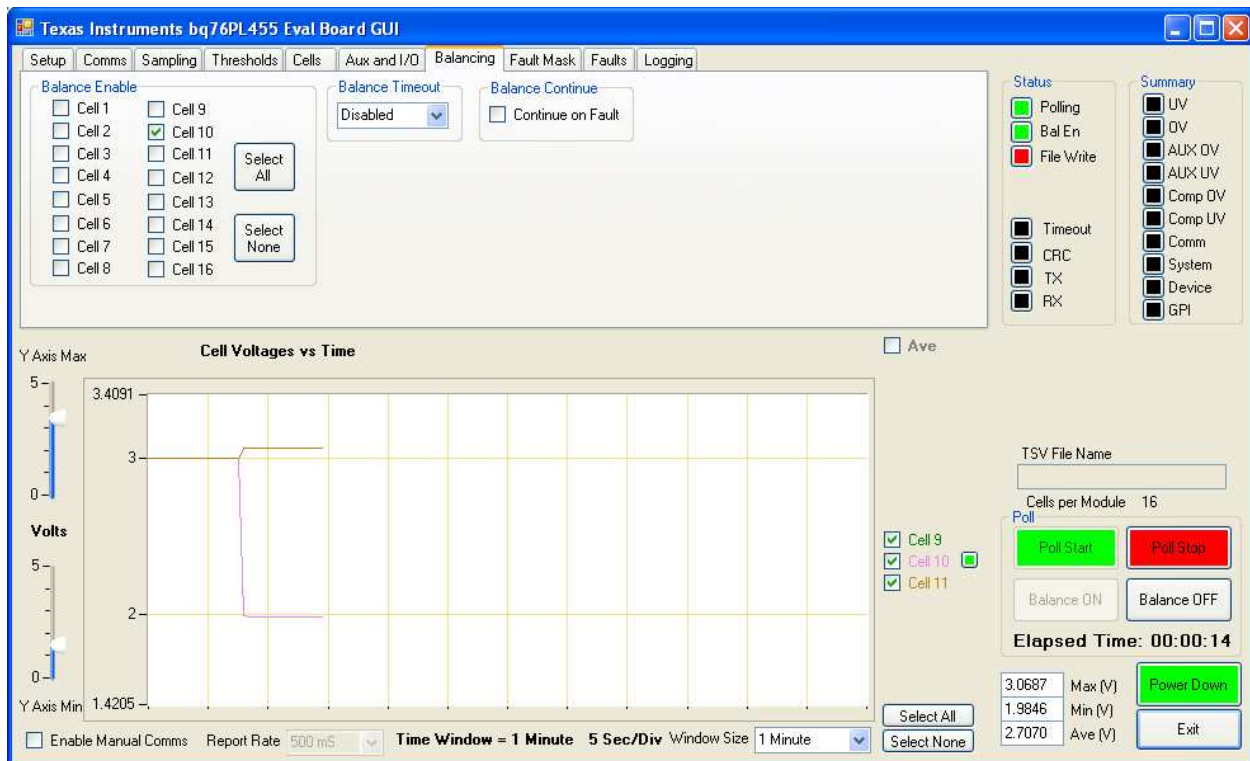 Texas Instruments bq76PL455 Eval Board GUI
Setup Comms Sampling Thresholds Cells Aux and I/O Balancing Fault Mask Faults Logging
Balance Enable
Cell 1
Cell 2
Cell 3
Cell 4
Cell 5
Cell 6
Cell 7
Cell 8
Cell 9
Cell 10
Cell 11
Cell 12
Cell 13
Cell 14
Cell 15
Cell 16
Select
All
Select
None
Balance Timeout
Disabled
Balance Continue
Continue on Fault
Status
Polling
Bal En
File Write
Timeout
CRC
TX
RX
Summary
UV
OV
AUX OV
AUX UV
Comp OV
Comp UV
Comm
System
Device
GPI
Y Axis Max
5
0
Volts
5
0
Y Axis Min
Cell Voltages vs Time
3.4091
3
2
1.4205
Ave
Cell 9
Cell 10
Cell 11
Select All
Select None
TSV File Name
Cells per Module 16
Poll
Poll Start
Poll Stop
Balance ON
Balance OFF
Elapsed Time: 00:00:14
3.0687 Max (V)
1.9846 Min (V)
2.7070 Ave (V)
Power Down
Exit
Enable Manual Comms
Report Rate 500 mS
Time Window = 1 Minute 5 Sec/Div
Window Size 1 Minute